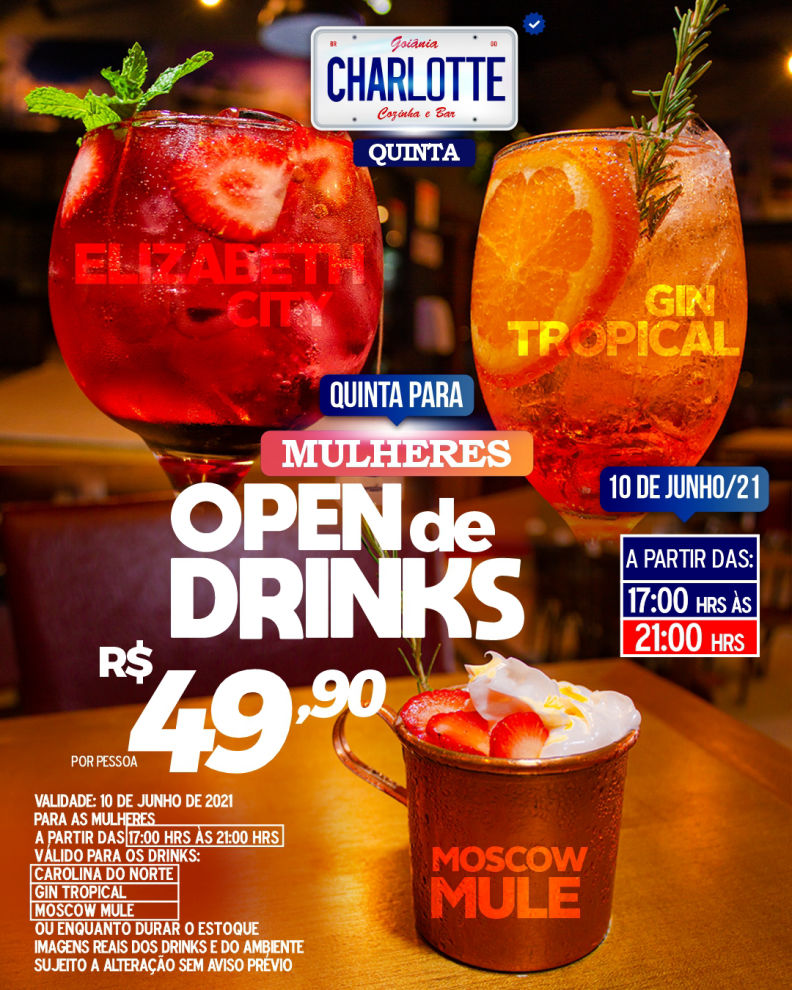 BR Goiânia GO
CHARLOTTE
Cozinha e Bar
QUINTA
ELIZABETH
CITY
GIN
TROPICAL
QUINTA PARA
MULHERES
OPEN de
DRINKS
R$ 49,90
POR PESSOA
10 DE JUNHO/21
A PARTIR DAS:
17:00 HRS ÀS
21:00 HRS
MOSCOW
MULE
VALIDADE: 10 DE JUNHO DE 2021
PARA AS MULHERES
A PARTIR DAS 17:00 HRS ÀS 21:00 HRS
VÁLIDO PARA OS DRINKS:
CAROLINA DO NORTE
GIN TROPICAL
MOSCOW MULE
OU ENQUANTO DURAR O ESTOQUE
IMAGENS REAIS DOS DRINKS E DO AMBIENTE
SUJEITO A ALTERAÇÃO SEM AVISO PRÉVIO